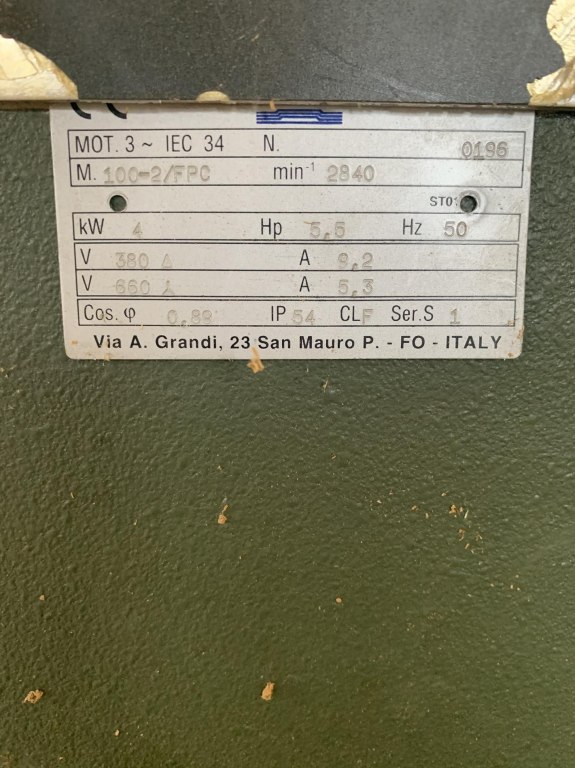 CE
MOT. 3 ~ IEC 34 N. 0196
M. 100-2/FPC min⁻¹ 2840
STO1
kW 4 Hp 5,5 Hz 50
V 380 Δ A 9,2
V 660 Y A 5,3
Cos. φ 0,88 IP 54 CL F Ser.S 1
Via A. Grandi, 23 San Mauro P. - FO - ITALY